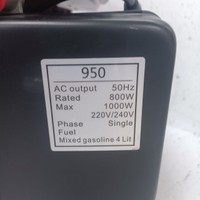 950
AC output 50Hz
Rated 800W
Max 1000W
220V/240V
Phase Single
Fuel
Mixed gasoline 4 Lit